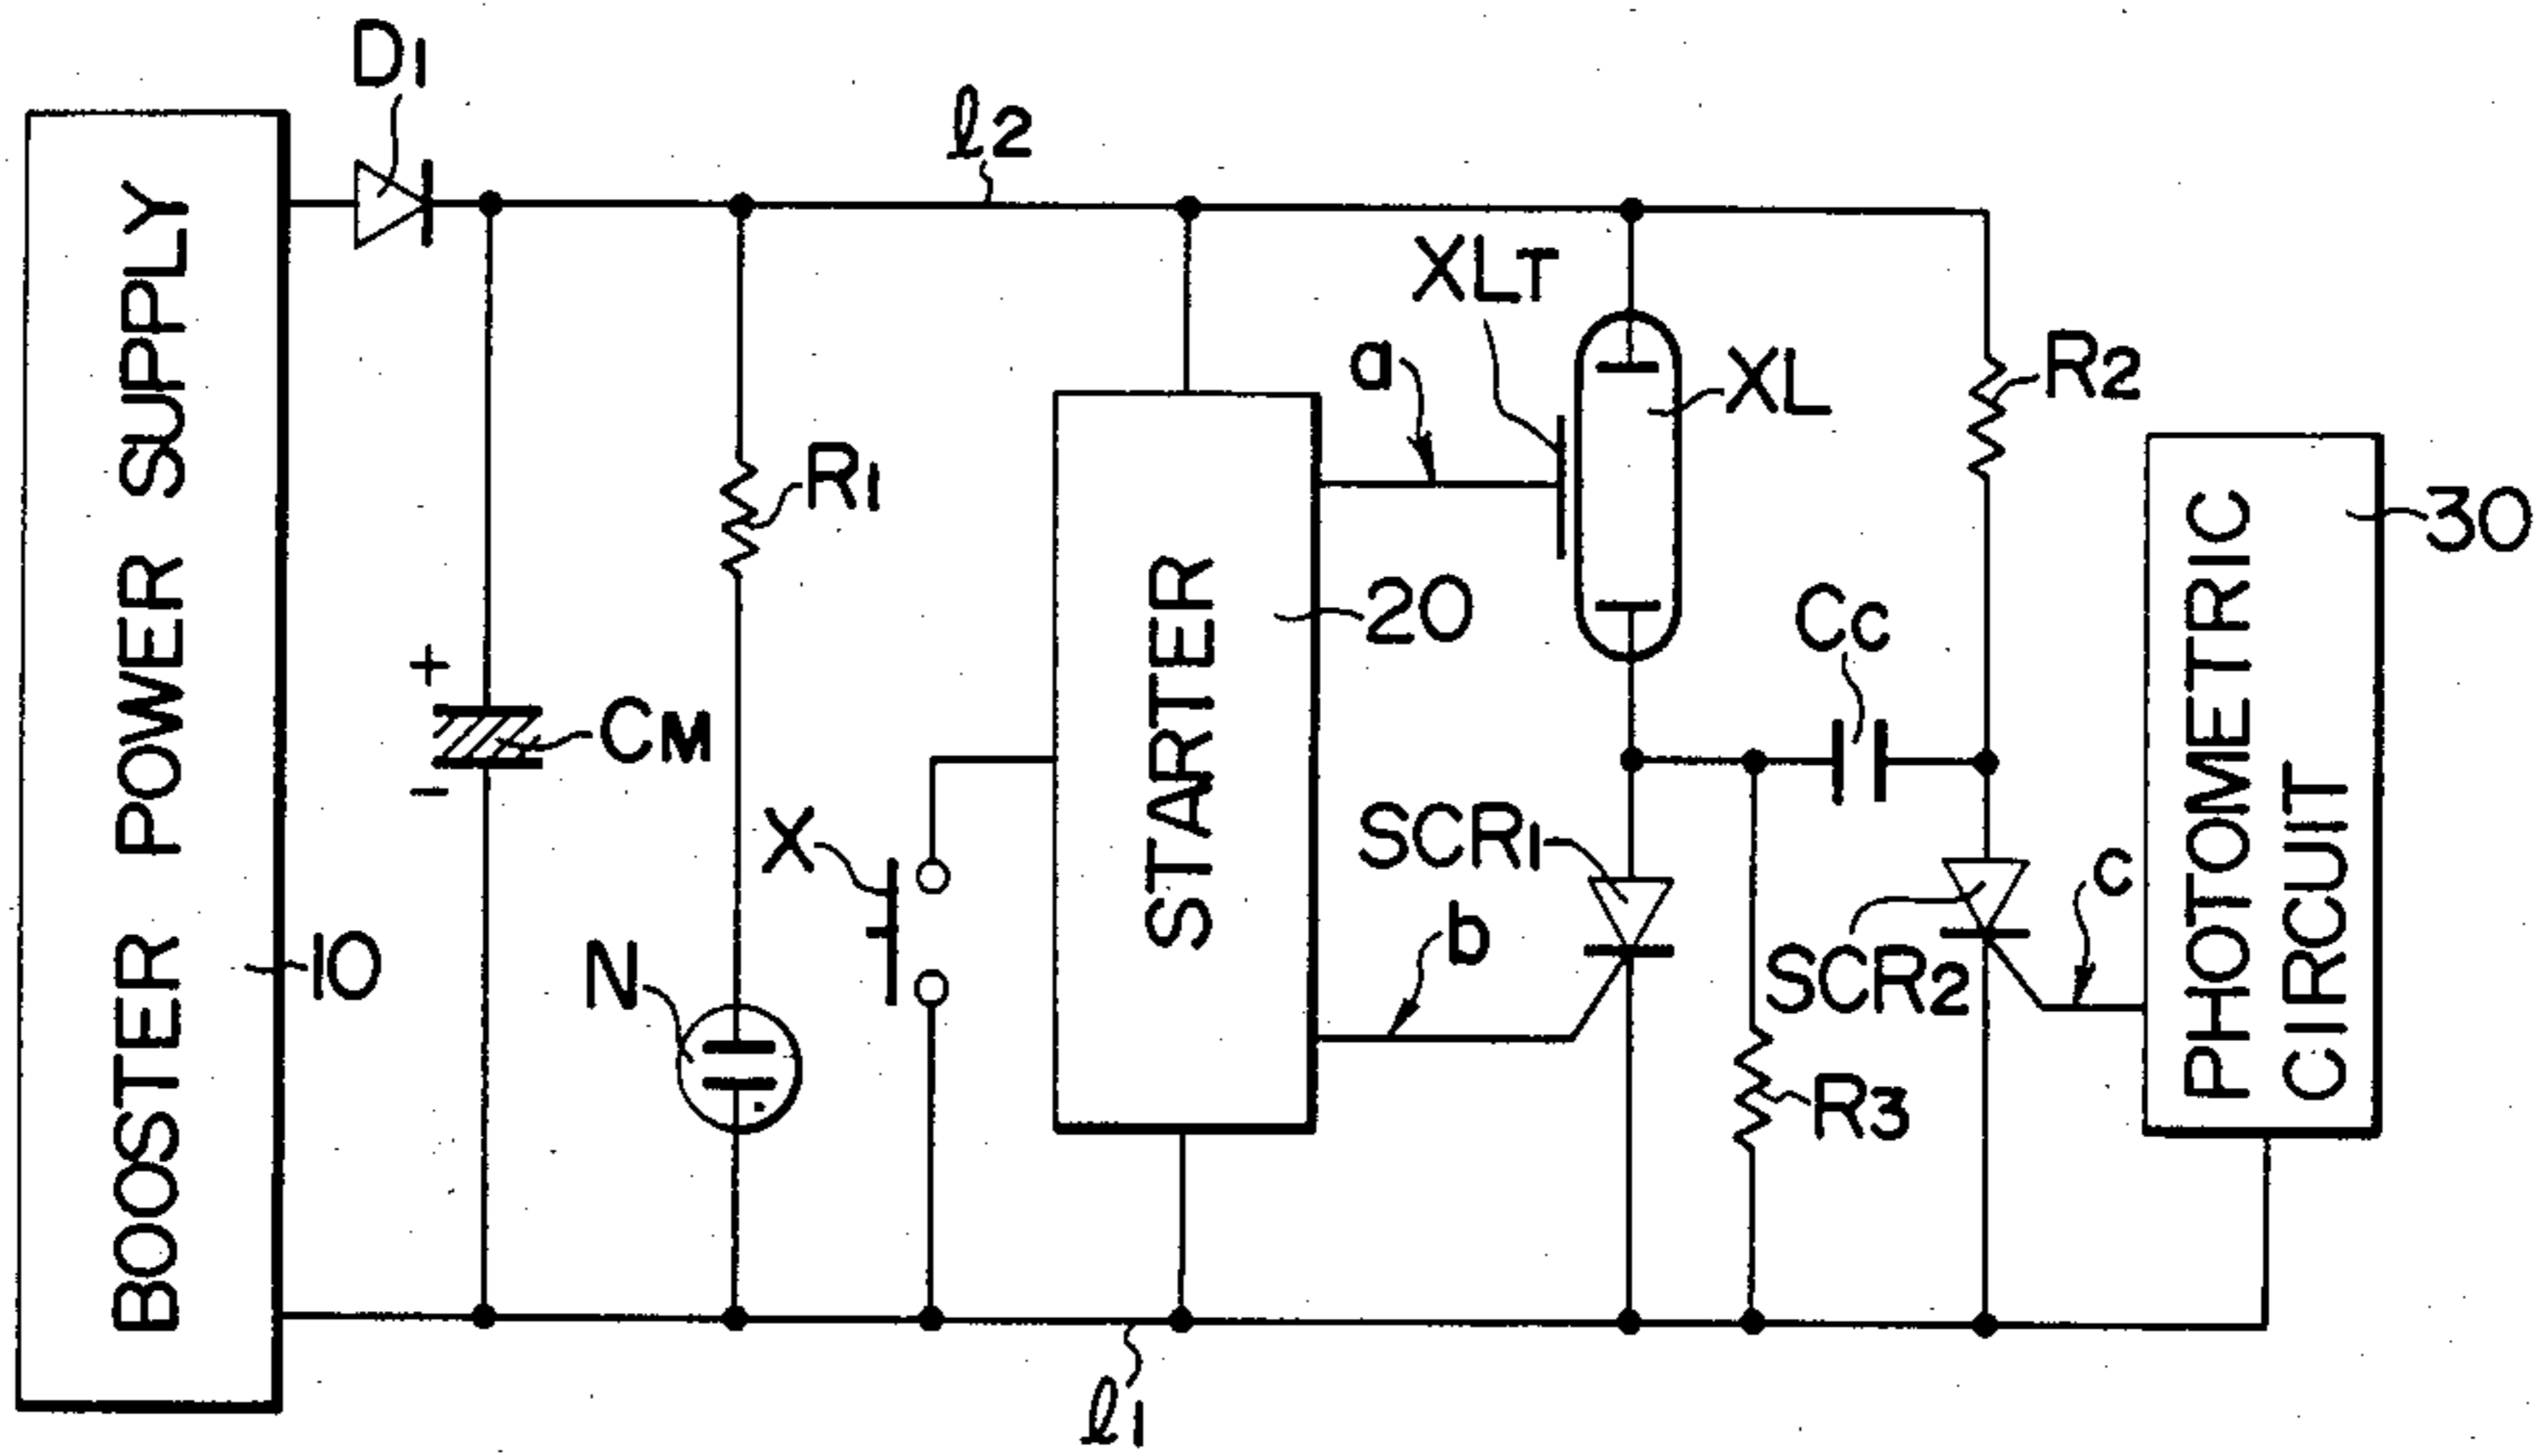 D1
l2
XLT
a
XL
R2
BOOSTER POWER SUPPLY
R1
30
STARTER
20
Cc
PHOTOMETRIC
CIRCUIT
+
CM
-
X
SCR1
c
b
N
10
SCR2
R3
l1